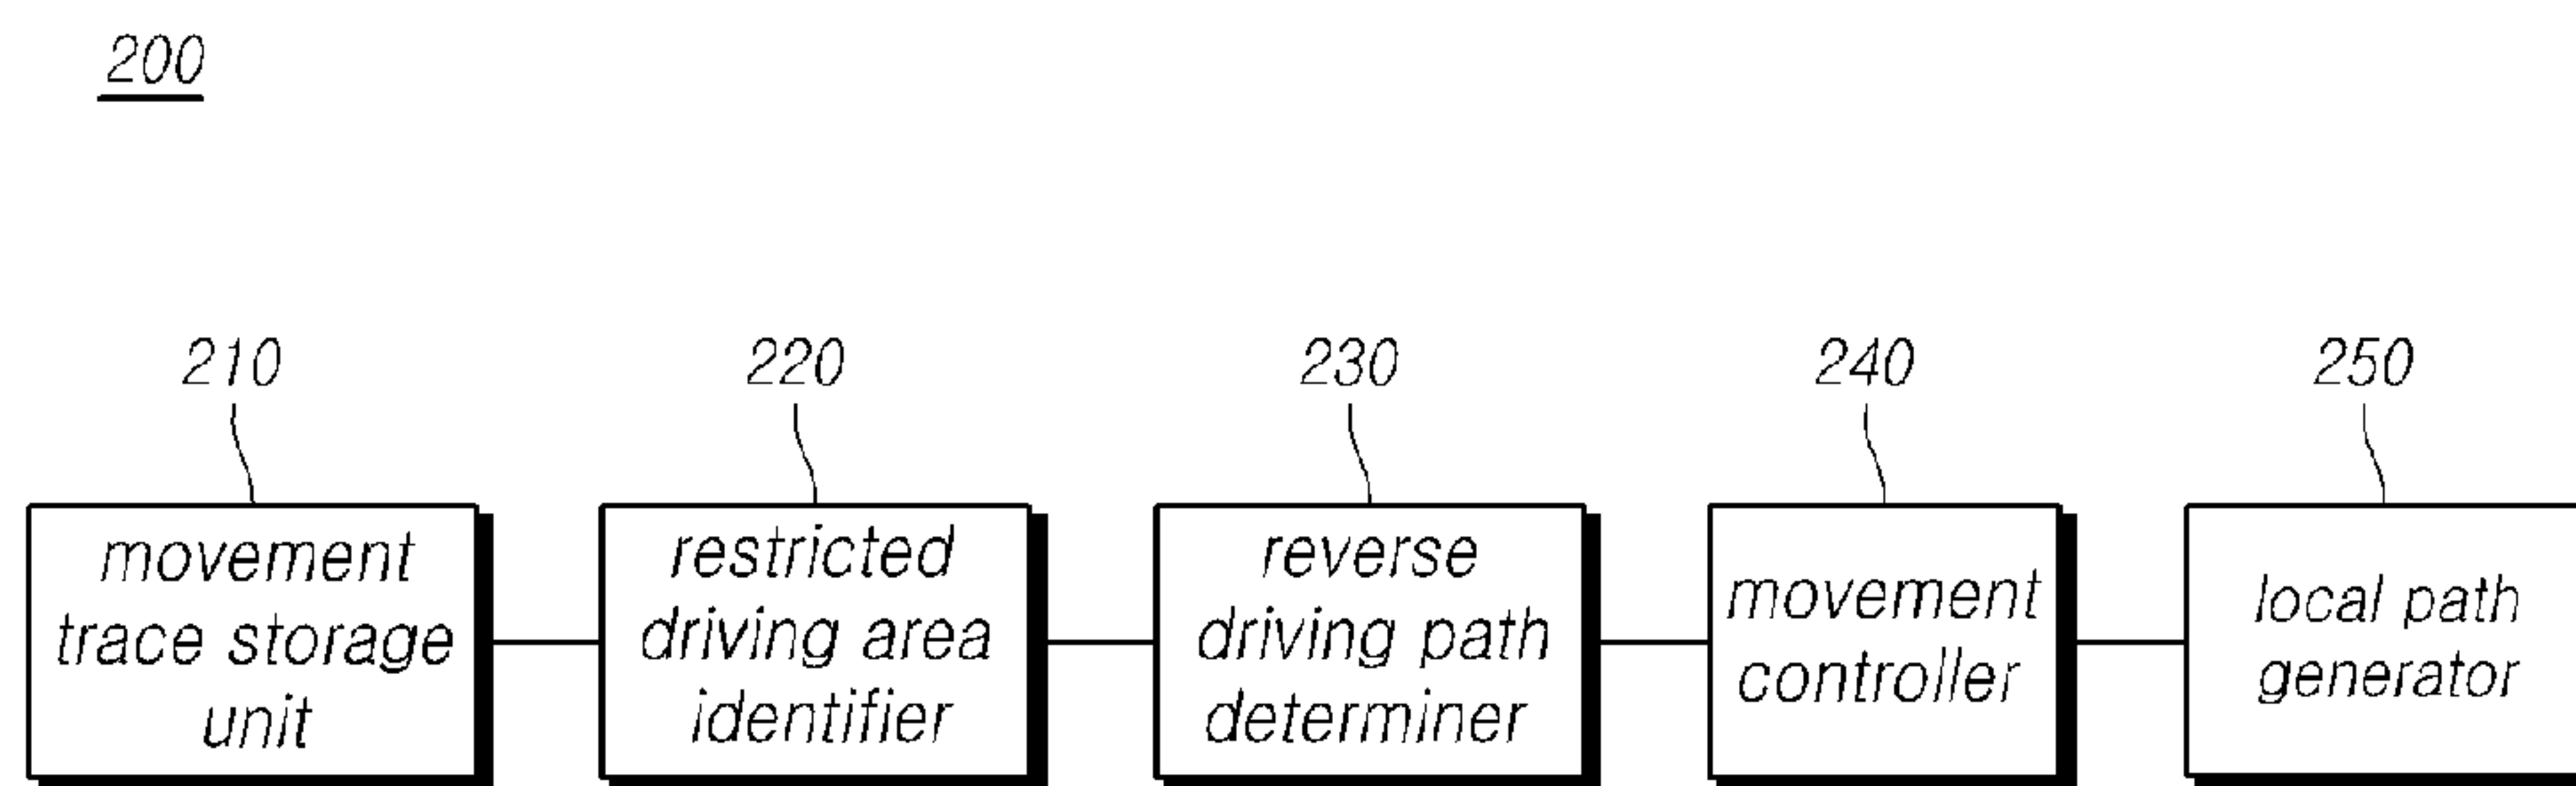 200
210
220
230
240
250
movement
trace storage
unit
restricted
driving area
identifier
reverse
driving path
determiner
movement
controller
local path
generator